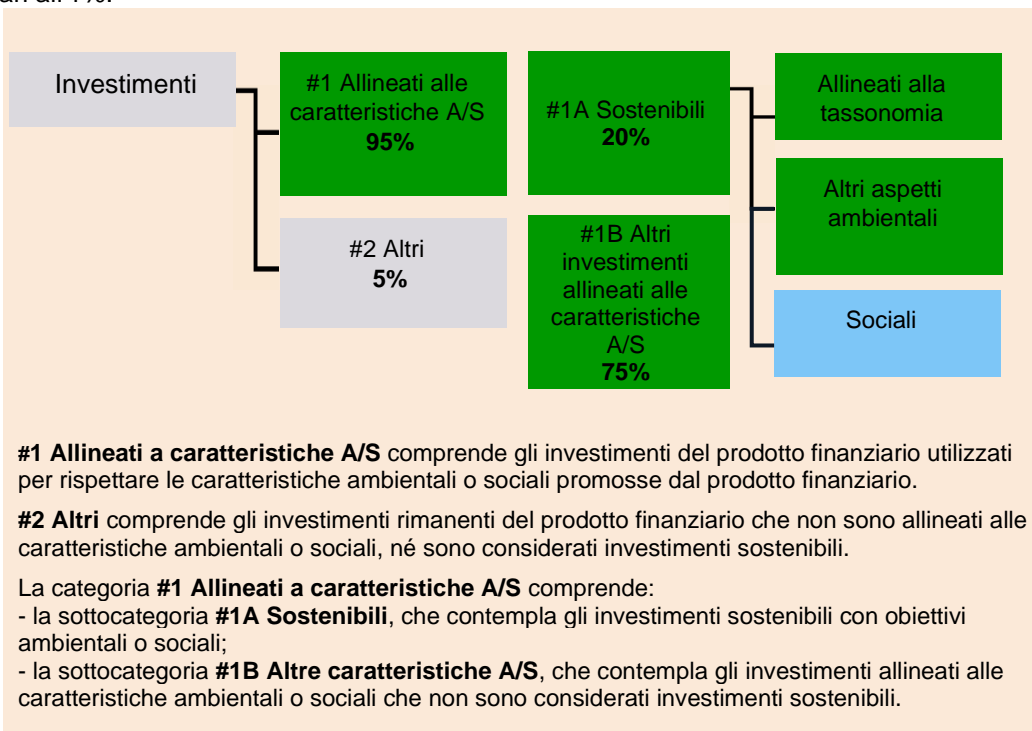 Investimenti
#1 Allineati alle
caratteristiche A/S
95%
#2 Altri
5%
#1A Sostenibili
20%
#1B Altri
investimenti
allineati alle
caratteristiche
A/S
75%
Allineati alla
tassonomia
Altri aspetti
ambientali
Sociali
#1 Allineati a caratteristiche A/S comprende gli investimenti del prodotto finanziario utilizzati
per rispettare le caratteristiche ambientali o sociali promosse dal prodotto finanziario.
#2 Altri comprende gli investimenti rimanenti del prodotto finanziario che non sono allineati alle
caratteristiche ambientali o sociali, né sono considerati investimenti sostenibili.
La categoria #1 Allineati a caratteristiche A/S comprende:
- la sottocategoria #1A Sostenibili, che contempla gli investimenti sostenibili con obiettivi
ambientali o sociali;
- la sottocategoria #1B Altre caratteristiche A/S, che contempla gli investimenti allineati alle
caratteristiche ambientali o sociali che non sono considerati investimenti sostenibili.